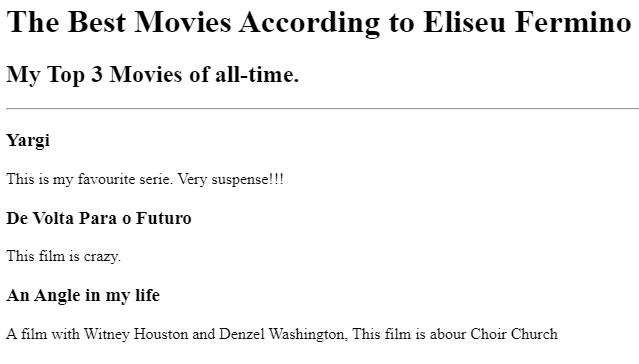 The Best Movies According to Eliseu Fermino
My Top 3 Movies of all-time.
Yargi
This is my favourite serie. Very suspense!!!
De Volta Para o Futuro
This film is crazy.
An Angle in my life
A film with Witney Houston and Denzel Washington, This film is abour Choir Church